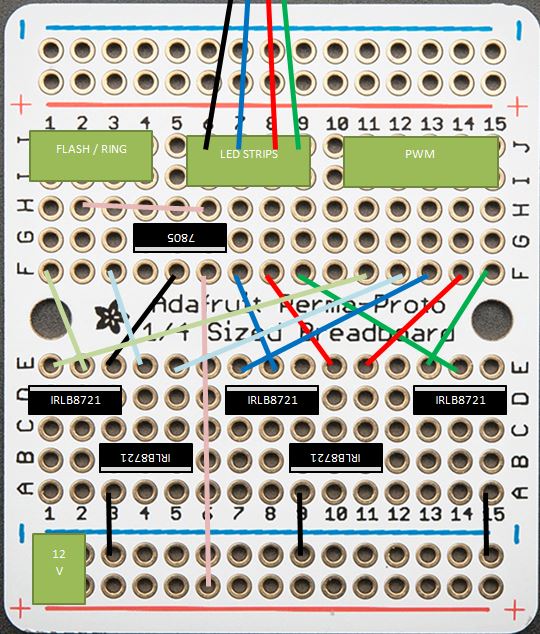 + +
1 2 3 4 5 6 7 8 9 10 11 12 13 14 15
J FLASH / RING LED STRIPS PWM J
I I
H H
G 7805 G
F F
Adafruit Perma-Proto
1/4 Sized Breadboard
E E
D IRLB8721 IRLB8721 IRLB8721 D
C C
B IRLB8721 IRLB8721 B
A A
1 2 3 4 5 6 7 8 9 10 11 12 13 14 15
12
V
+ +